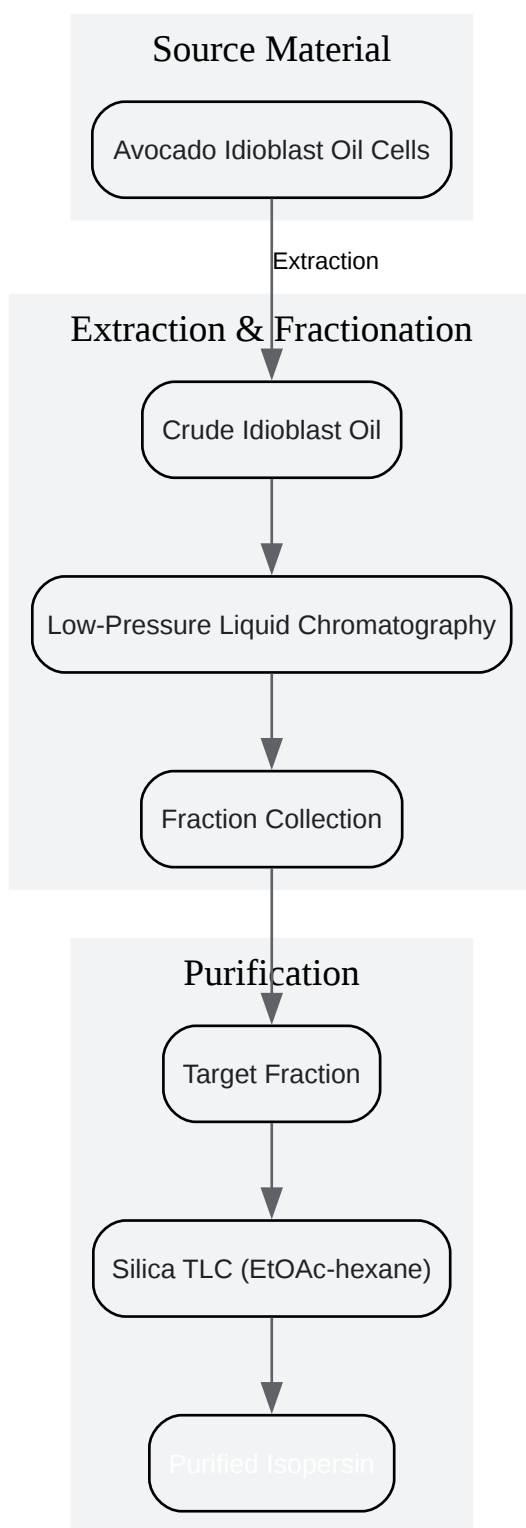 Source Material
Avocado Idioblast Oil Cells
Extraction
Extraction & Fractionation
Crude Idioblast Oil
Low-Pressure Liquid Chromatography
Fraction Collection
Purification
Target Fraction
Silica TLC (EtOAc-hexane)
Purified Isopersin